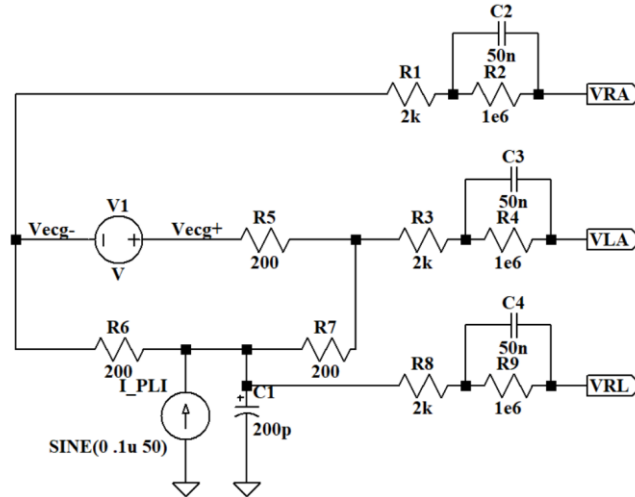 C2
50n
R1
R2
2k
1e6
VRA
C3
50n
V1
Vecg-
Vecg+
R5
R3
R4
V
200
2k
1e6
VLA
C4
50n
R6
R7
R8
R9
200
200
2k
1e6
VRL
I_PLI
C1
+
200p
SINE(0 .1u 50)